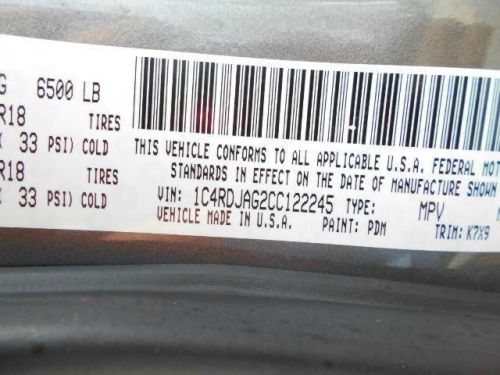 G 6500 LB
R18 TIRES
33 PSI) COLD
R18 TIRES
33 PSI) COLD
THIS VEHICLE CONFORMS TO ALL APPLICABLE U.S.A. FEDERAL MOT
STANDARDS IN EFFECT ON THE DATE OF MANUFACTURE SHOWN
VIN: 1C4RDJAG2CC122245 TYPE: MPV
VEHICLE MADE IN U.S.A. PAINT: PDM TRIM: K7X9